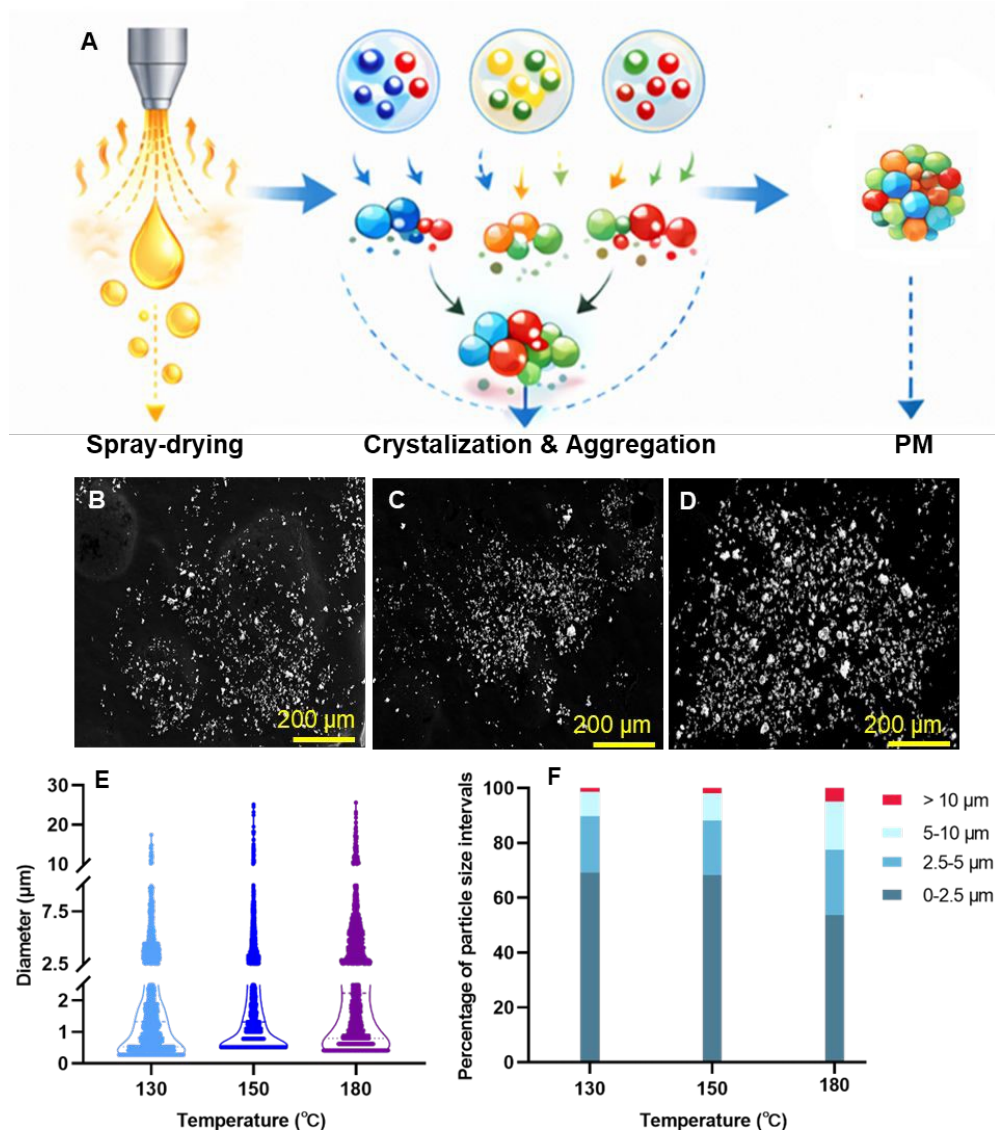 A
Spray-drying
Crystalization & Aggregation
PM
B
200 µm
C
200 µm
D
200 µm
E
30
20
10
7.5
2.5
2
1
0
Diameter (µm)
130
150
180
Temperature (℃)
F
100
80
60
40
20
0
Percentage of particle size intervals
130
150
180
Temperature (℃)
> 10 µm
5-10 µm
2.5-5 µm
0-2.5 µm